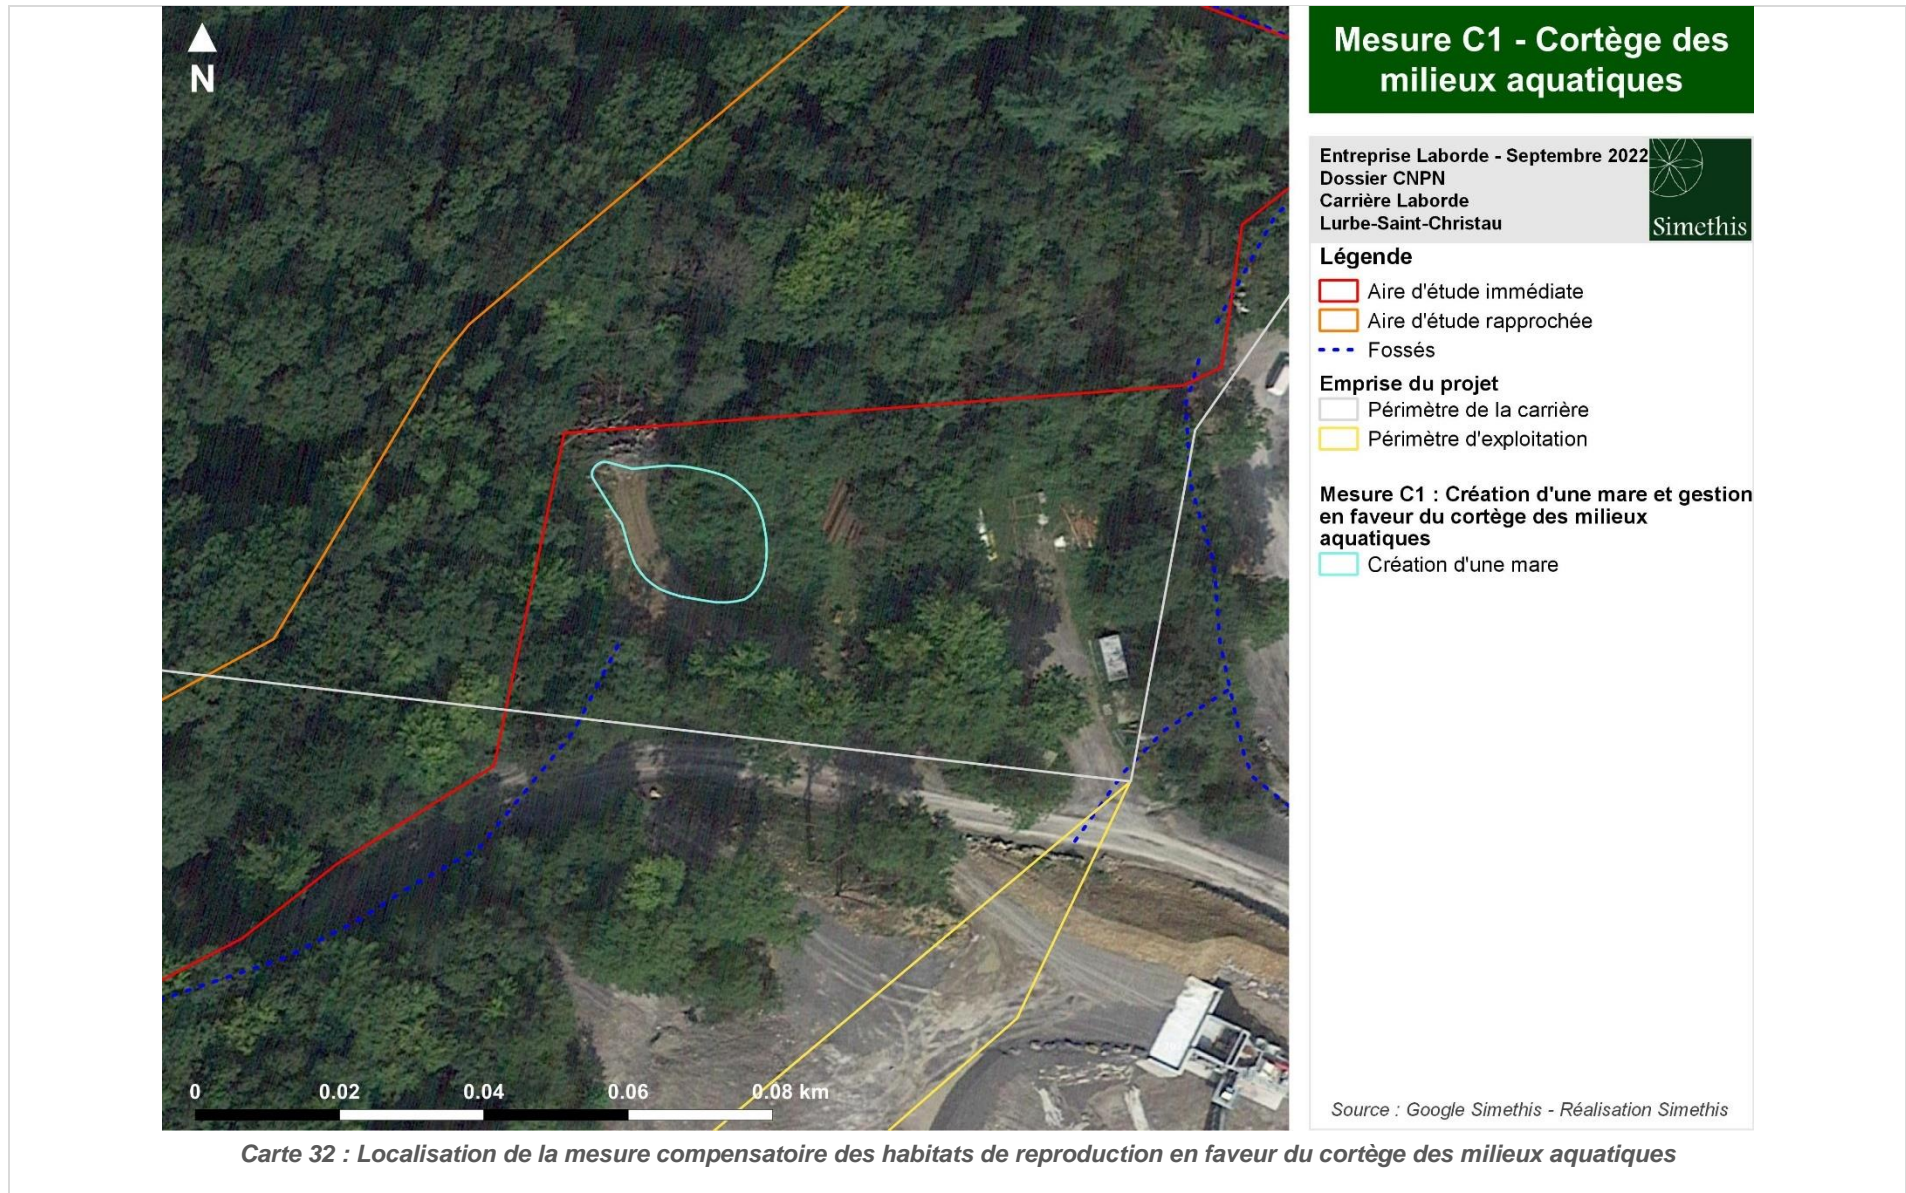 N
Mesure C1 - Cortège des
milieux aquatiques
Entreprise Laborde - Septembre 2022
Dossier CNPN
Carrière Laborde
Lurbe-Saint-Christau
Simethis
Légende
Aire d'étude immédiate
Aire d'étude rapprochée
Fossés
Emprise du projet
Périmètre de la carrière
Périmètre d'exploitation
Mesure C1 : Création d'une mare et gestion
en faveur du cortège des milieux
aquatiques
Création d'une mare
0 0.02 0.04 0.06 0.08 km
Source : Google Simethis - Réalisation Simethis
Carte 32 : Localisation de la mesure compensatoire des habitats de reproduction en faveur du cortège des milieux aquatiques